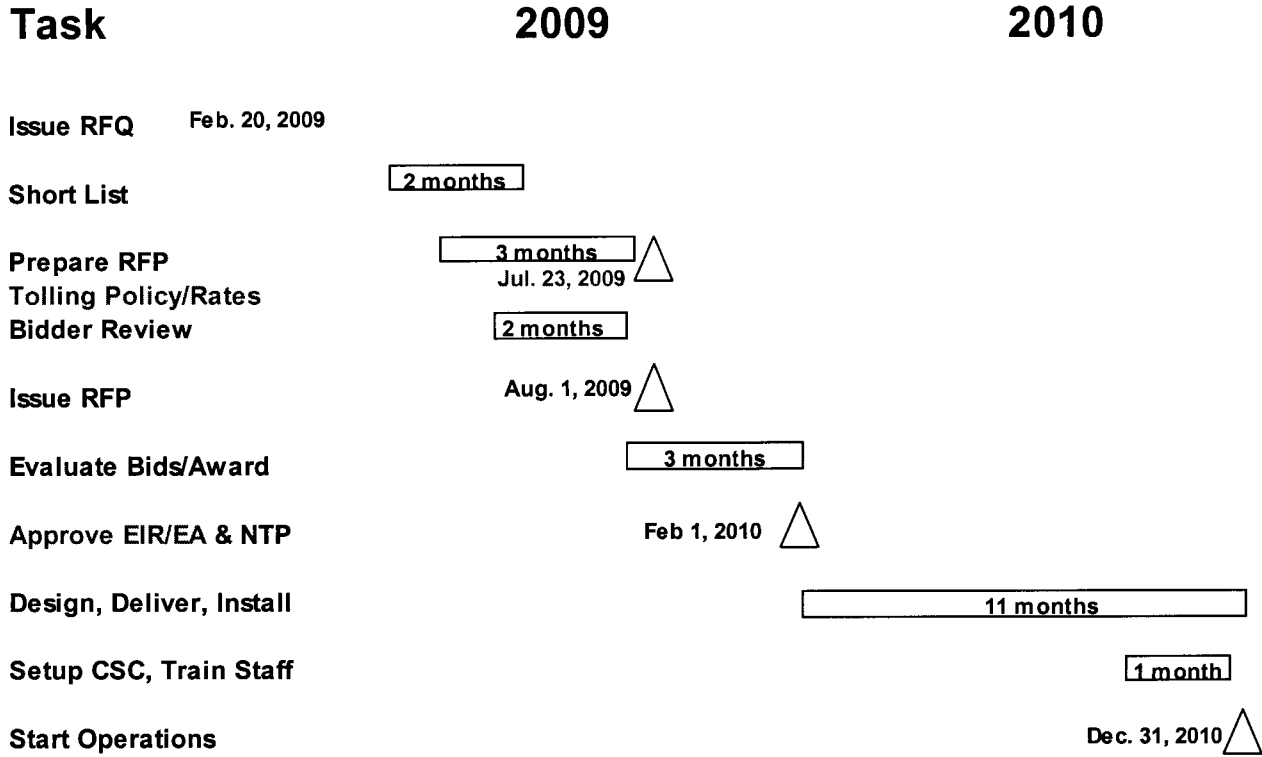 Task 2009 2010
Issue RFQ Feb. 20, 2009
2 months
Short List
3 months
Prepare RFP
Jul. 23, 2009
Tolling Policy/Rates
Bidder Review 2 months
Issue RFP Aug. 1, 2009
Evaluate Bids/Award 3 months
Approve EIR/EA & NTP Feb 1, 2010
Design, Deliver, Install 11 months
Setup CSC, Train Staff 1 month
Start Operations Dec. 31, 2010